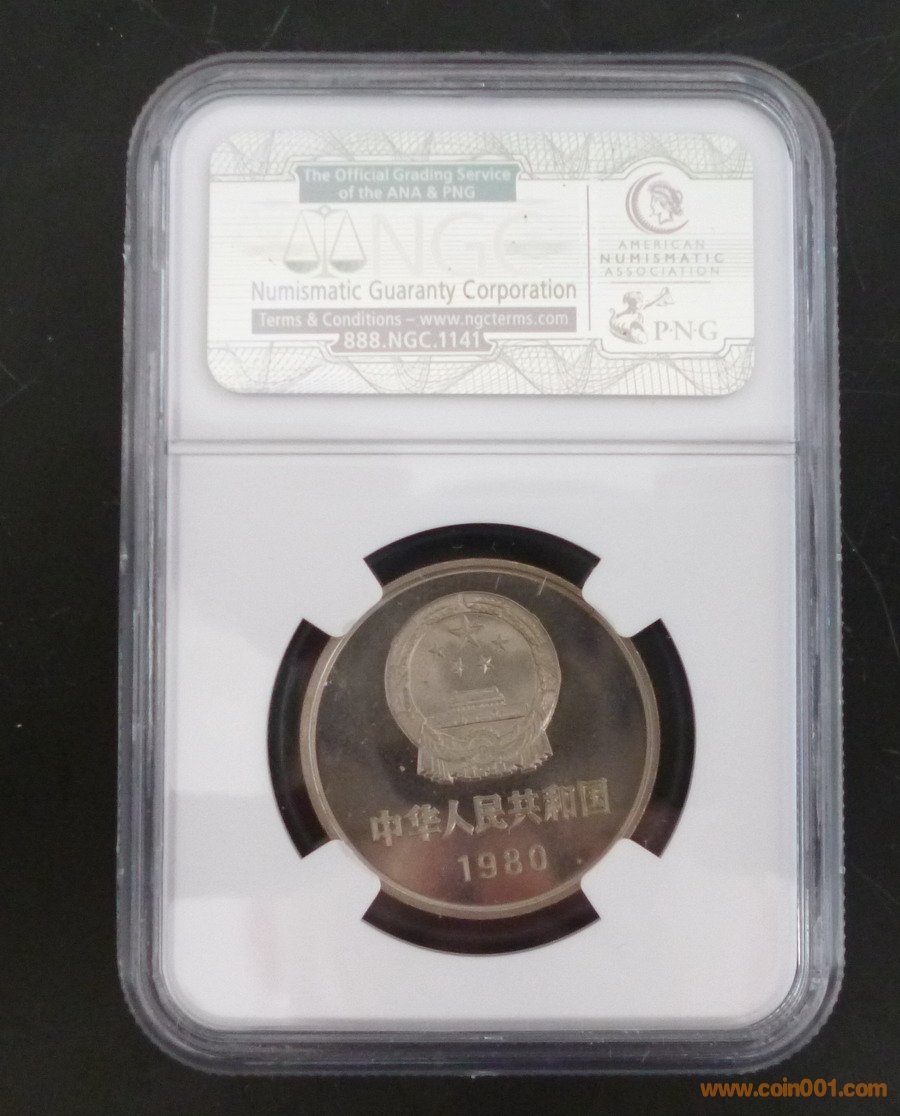 The Official Grading Service
of the ANA & PNG
NGC
Numismatic Guaranty Corporation
Terms & Conditions – www.ngcterms.com
888.NGC.1141
AMERICAN
NUMISMATIC
ASSOCIATION
P·N·G
中华人民共和国
1980
www.coin001.com